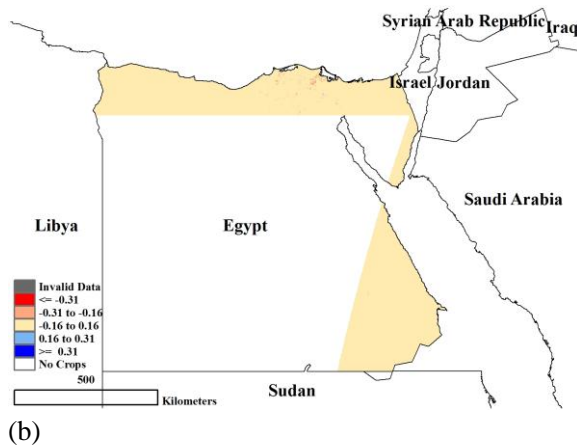 Syrian Arab Republic
Iraq
Israel Jordan
Saudi Arabia
Libya
Egypt
Invalid Data
<= -0.31
-0.31 to -0.16
-0.16 to 0.16
0.16 to 0.31
>= 0.31
No Crops
500
Kilometers
Sudan
(b)